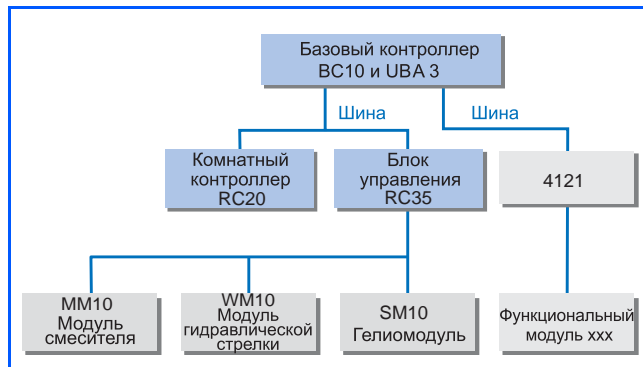 Базовый контроллер
BC10 и UBA 3
Шина
Шина
Комнатный
контроллер
RC20
Блок
управления
RC35
4121
MM10
Модуль
смесителя
WM10
Модуль
гидравлической
стрелки
SM10
Гелиомодуль
Функциональный
модуль xxx